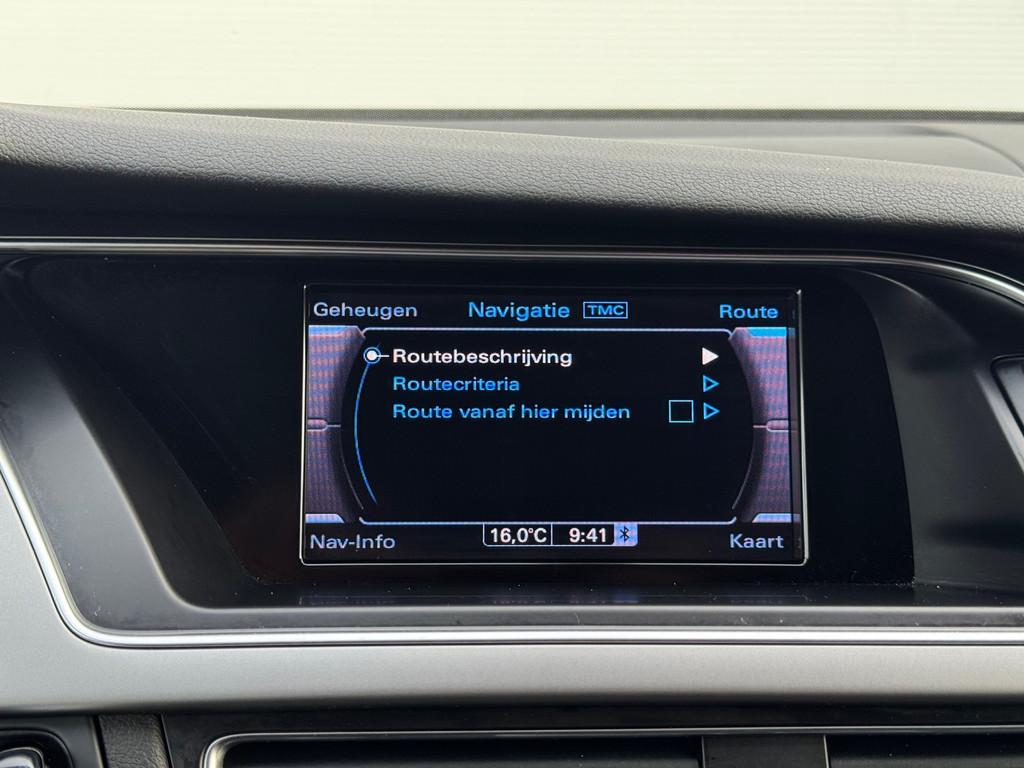 Geheugen Navigatie TMC Route
Routebeschrijving
Routecriteria
Route vanaf hier mijden
Nav-Info 16,0°C 9:41 Kaart